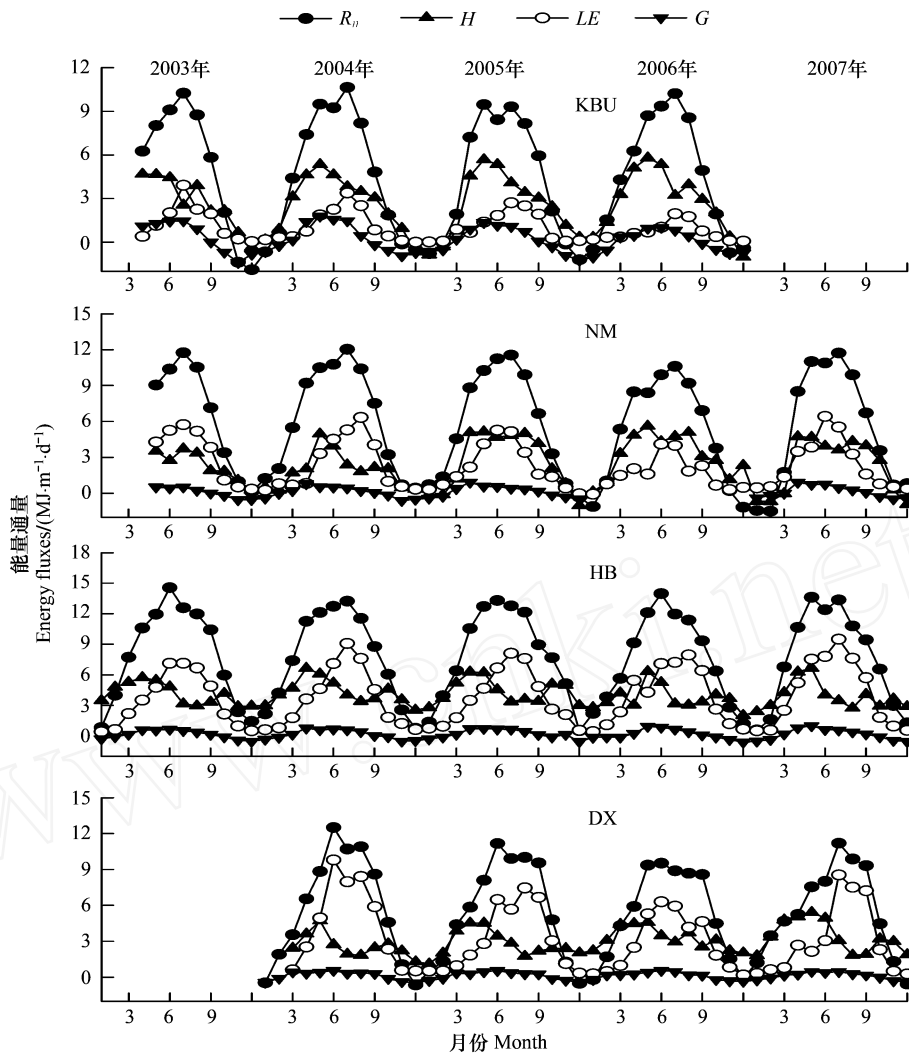 Rn H LE G
2003年 2004年 2005年 2006年 2007年
KBU
12
9
6
3
0
3 6 9 3 6 9 3 6 9 3 6 9 3 6 9
NM
15
12
9
6
3
0
3 6 9 3 6 9 3 6 9 3 6 9 3 6 9
HB
18
15
12
9
6
3
0
3 6 9 3 6 9 3 6 9 3 6 9 3 6 9
DX
15
12
9
6
3
0
3 6 9 3 6 9 3 6 9 3 6 9 3 6 9
能量通量
Energy fluxes/(MJ·m⁻¹·d⁻¹)
月份 Month
www.cnki.net